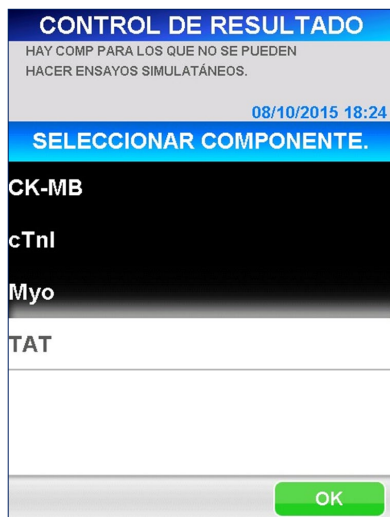 CONTROL DE RESULTADO
HAY COMP PARA LOS QUE NO SE PUEDEN
HACER ENSAYOS SIMULATÁNEOS.
08/10/2015 18:24
SELECCIONAR COMPONENTE.
CK-MB
cTnI
Myo
TAT
OK